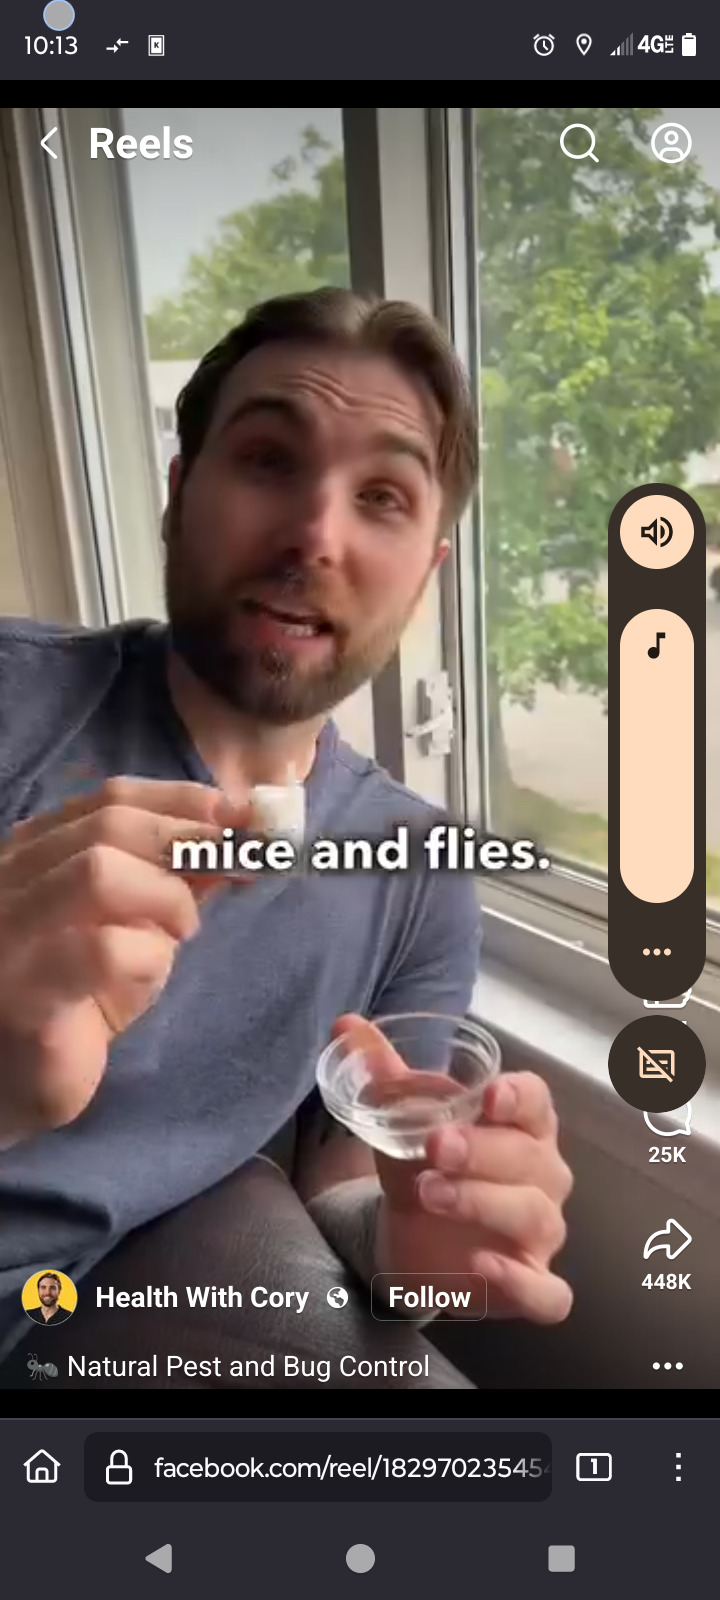 10:13
4G LTE
Reels
mice and flies.
25K
448K
Health With Cory
Follow
🐜 Natural Pest and Bug Control
1
facebook.com/reel/18297023545